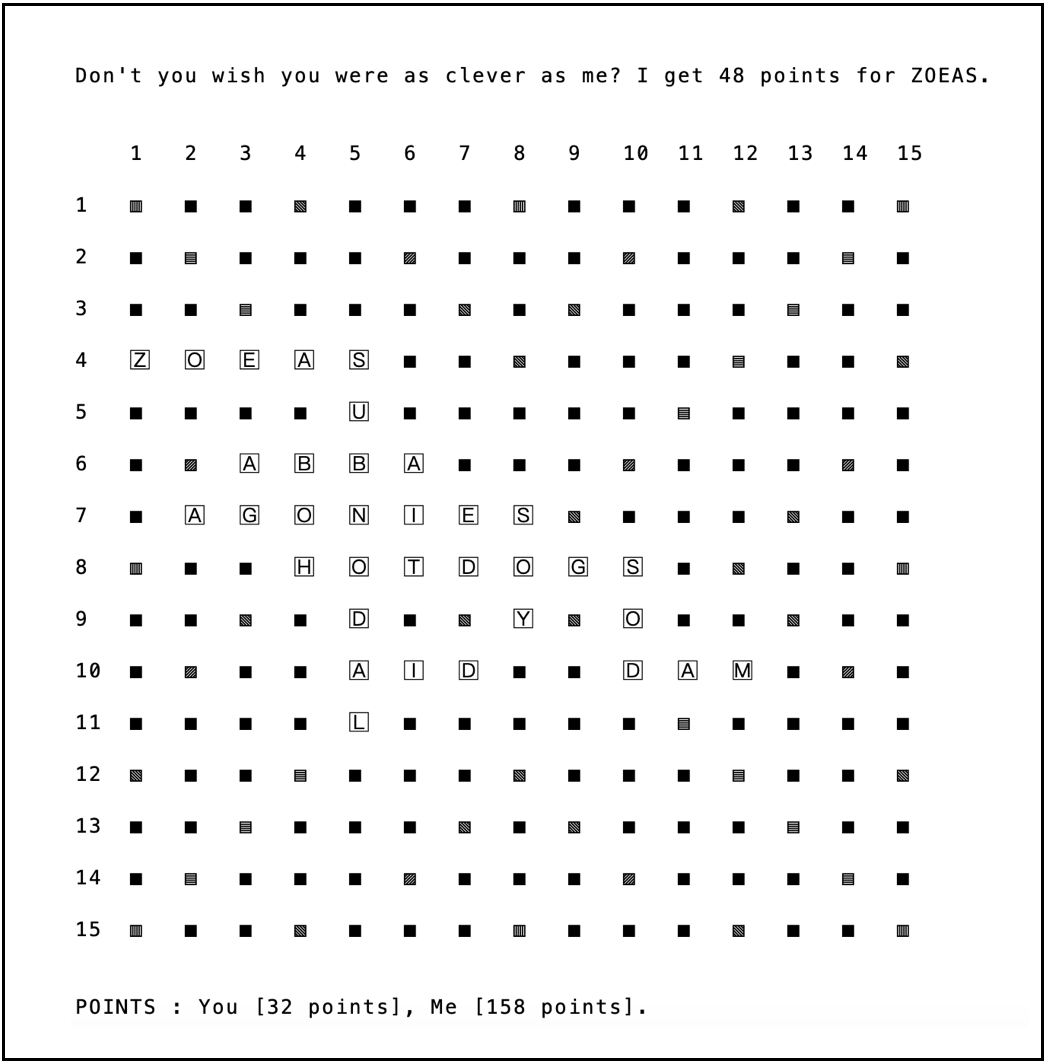 Don't you wish you were as clever as me? I get 48 points for ZOEAS.
1 2 3 4 5 6 7 8 9 10 11 12 13 14 15
1
2
3
4 Z O E A S
5 U
6 A B B A
7 A G O N I E S
8 H O T D O G S
9 D Y O
10 A I D D A M
11 L
12
13
14
15
POINTS : You [32 points], Me [158 points].